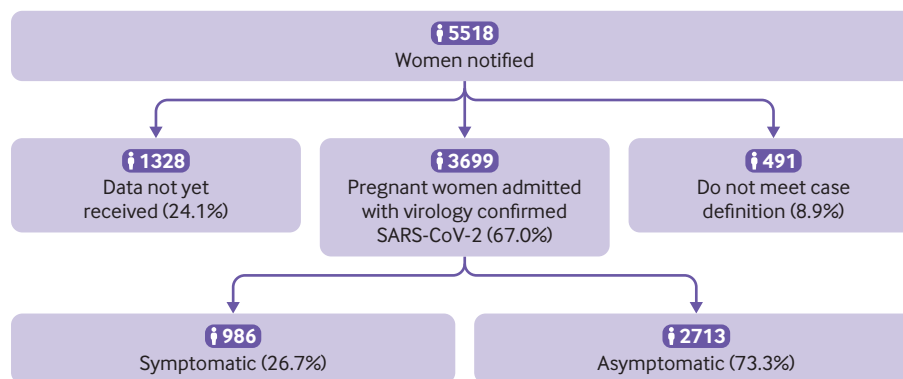 5518
Women notified
1328
Data not yet
received (24.1%)
3699
Pregnant women admitted
with virology confirmed
SARS-CoV-2 (67.0%)
491
Do not meet case
definition (8.9%)
986
Symptomatic (26.7%)
2713
Asymptomatic (73.3%)